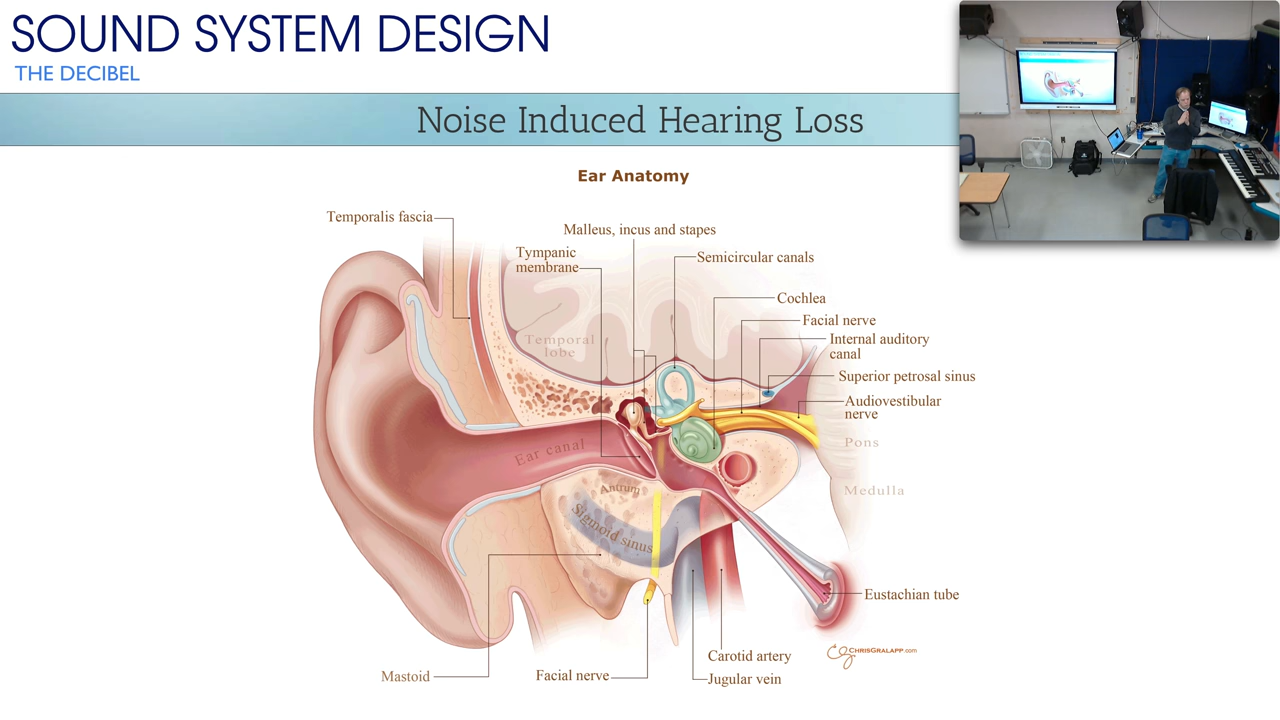 SOUND SYSTEM DESIGN
THE DECIBEL
Noise Induced Hearing Loss
Ear Anatomy
Temporalis fascia
Malleus, incus and stapes
Tympanic
membrane
Semicircular canals
Cochlea
Facial nerve
Internal auditory
canal
Temporal
lobe
Superior petrosal sinus
Audiovestibular
nerve
Pons
Ear canal
Medulla
Antrum
Sigmoid sinus
Eustachian tube
Carotid artery
CHRISGRALAPP.com
Mastoid
Facial nerve
Jugular vein